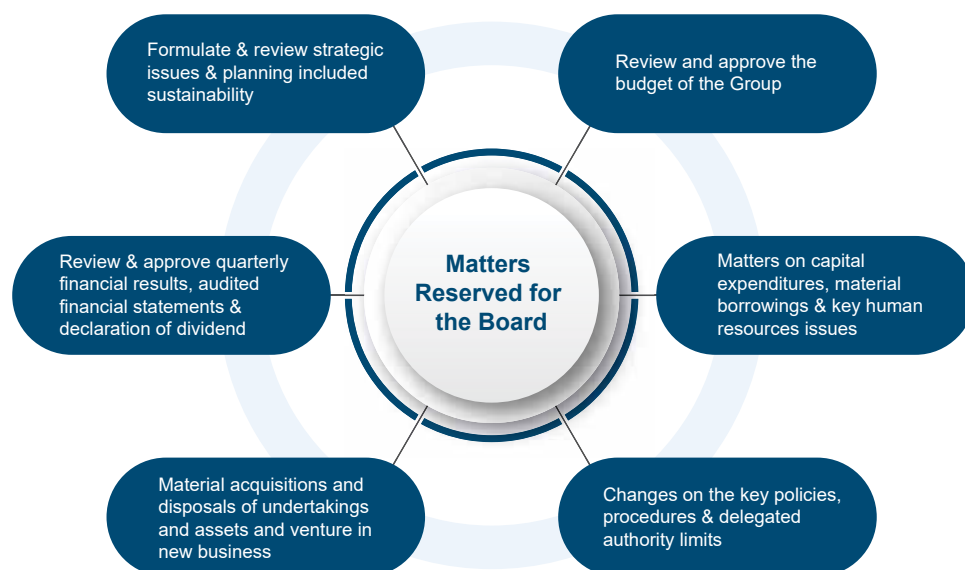 Formulate & review strategic
issues & planning included
sustainability
Review and approve the
budget of the Group
Review & approve quarterly
financial results, audited
financial statements &
declaration of dividend
Matters
Reserved for
the Board
Matters on capital
expenditures, material
borrowings & key human
resources issues
Material acquisitions and
disposals of undertakings
and assets and venture in
new business
Changes on the key policies,
procedures & delegated
authority limits